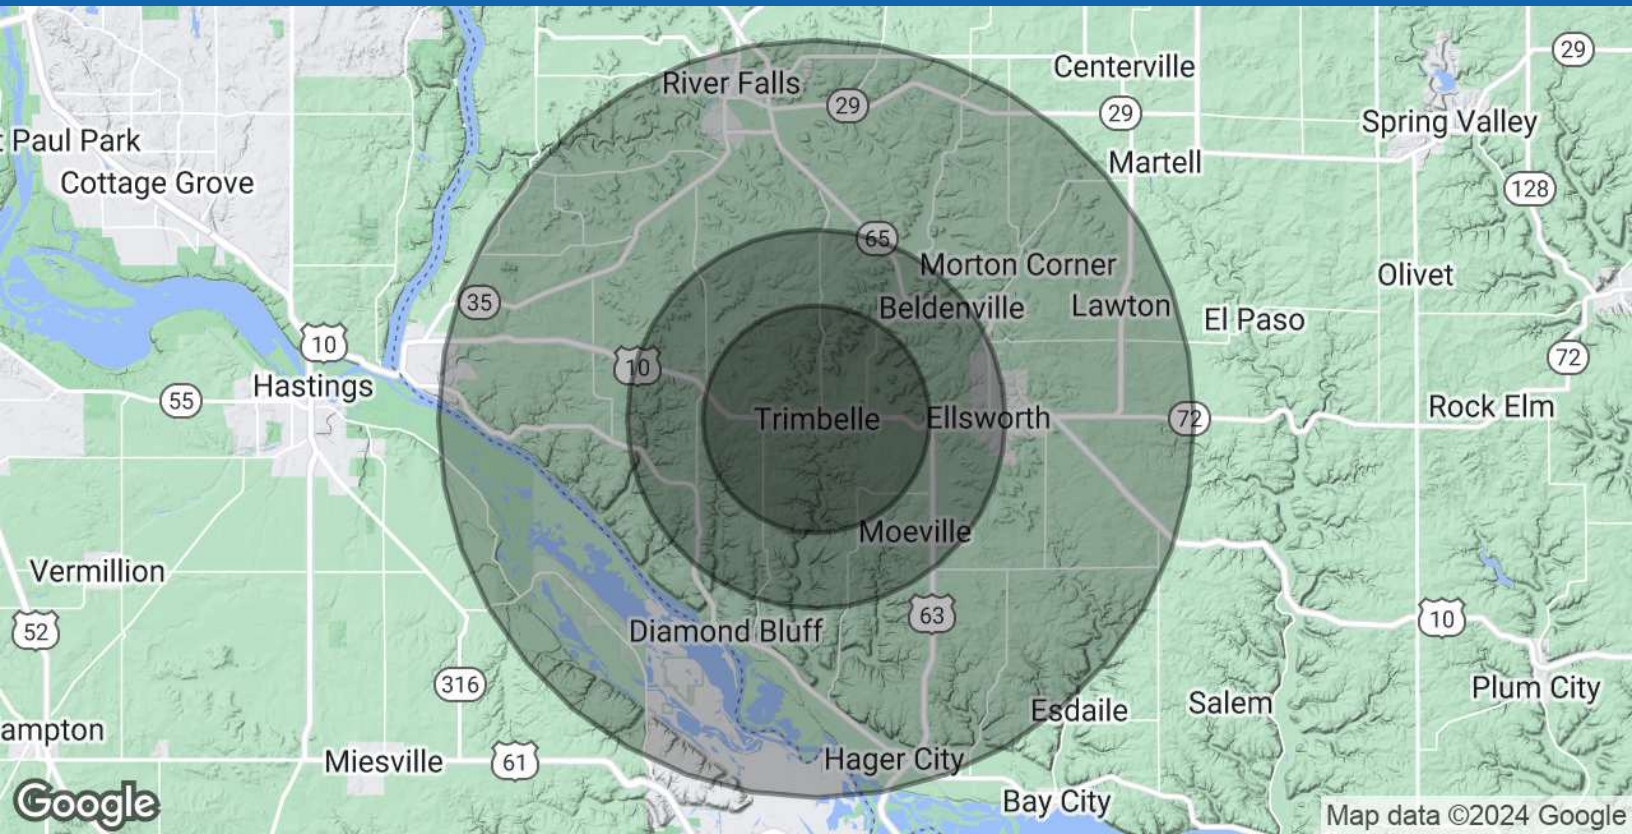 29
Centerville
River Falls
29
29
Spring Valley
t Paul Park
Martell
Cottage Grove
128
65
Morton Corner
Olivet
35
Beldenville
Lawton
El Paso
10
72
10
Hastings
55
Rock Elm
Trimbelle
Ellsworth
72
Moeville
Vermillion
63
10
52
Diamond Bluff
316
Plum City
Salem
Esdaile
ampton
Hager City
Miesville
61
Bay City
Google
Map data ©2024 Google